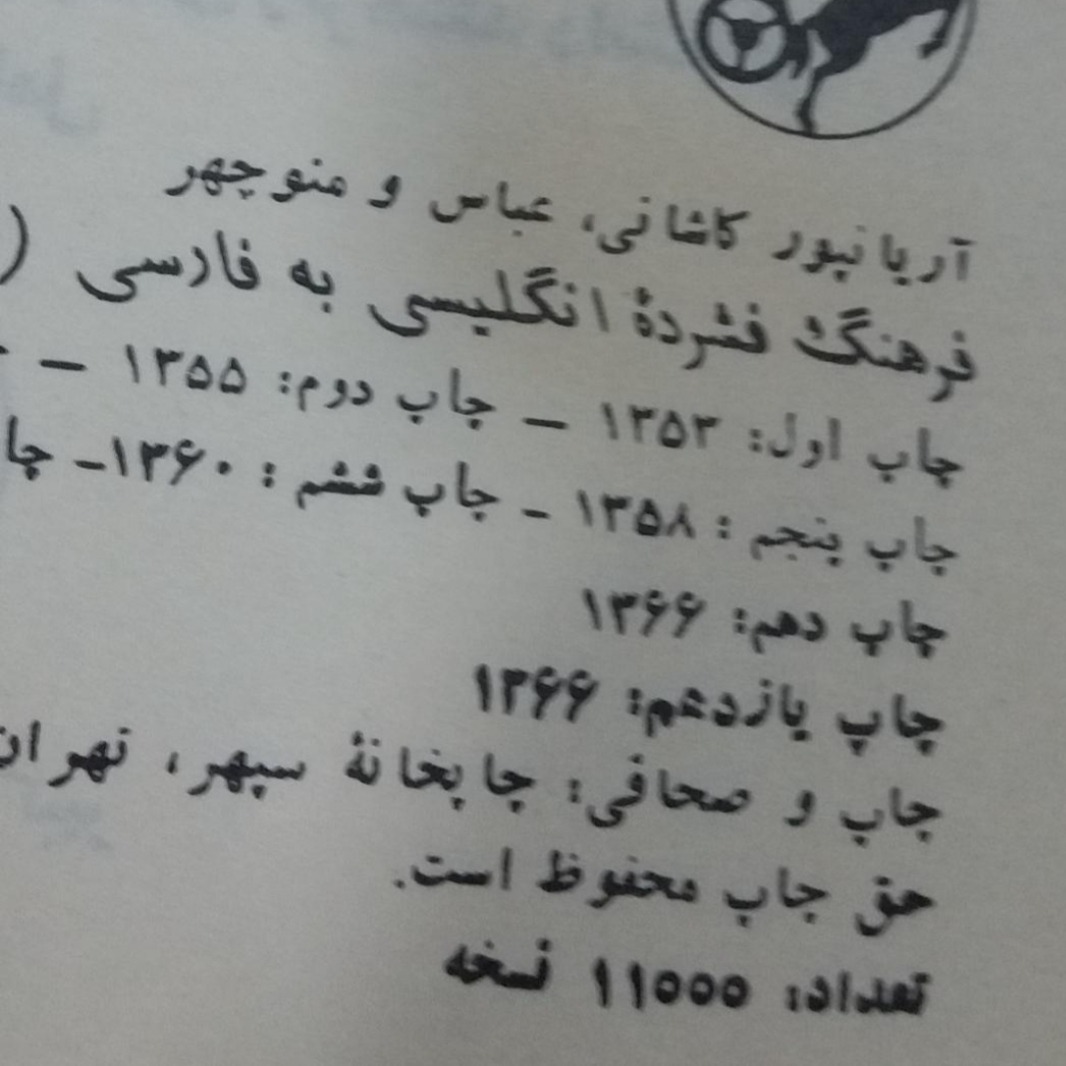 آریانپور کاشانی، عباس و منوچهر
فرهنگ فشردهٔ انگلیسی به فارسی (
چاپ اول: ۱۳۵۳ – چاپ دوم: ۱۳۵۵ –
چاپ پنجم : ۱۳۵۸ - چاپ ششم : ۱۳۶۰- چا
چاپ دهم: ۱۳۶۶
چاپ یازدهم: ۱۳۶۶
چاپ و صحافی: چاپخانهٔ سپهر، تهران
حق چاپ محفوظ است.
تعداد: ۱۱۰۰۰ نسخه